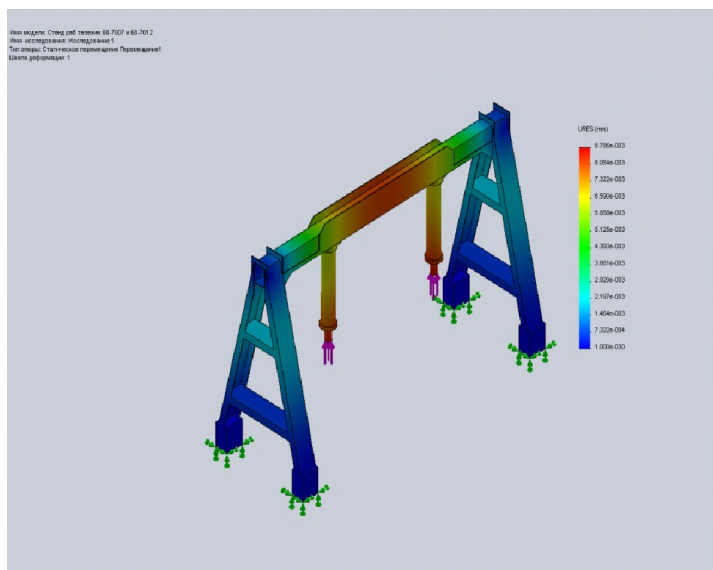 Имя модели: Стенд раб тележек 68-7007 и 68-7012
Имя исследования: Исследование 1
Тип эпюры: Статическое перемещение Перемещение1
Шкала деформации: 1
URES (mm)
8.786e-003
8.054e-003
7.322e-003
6.590e-003
5.858e-003
5.125e-003
4.393e-003
3.661e-003
2.929e-003
2.197e-003
1.464e-003
7.322e-004
1.000e-030